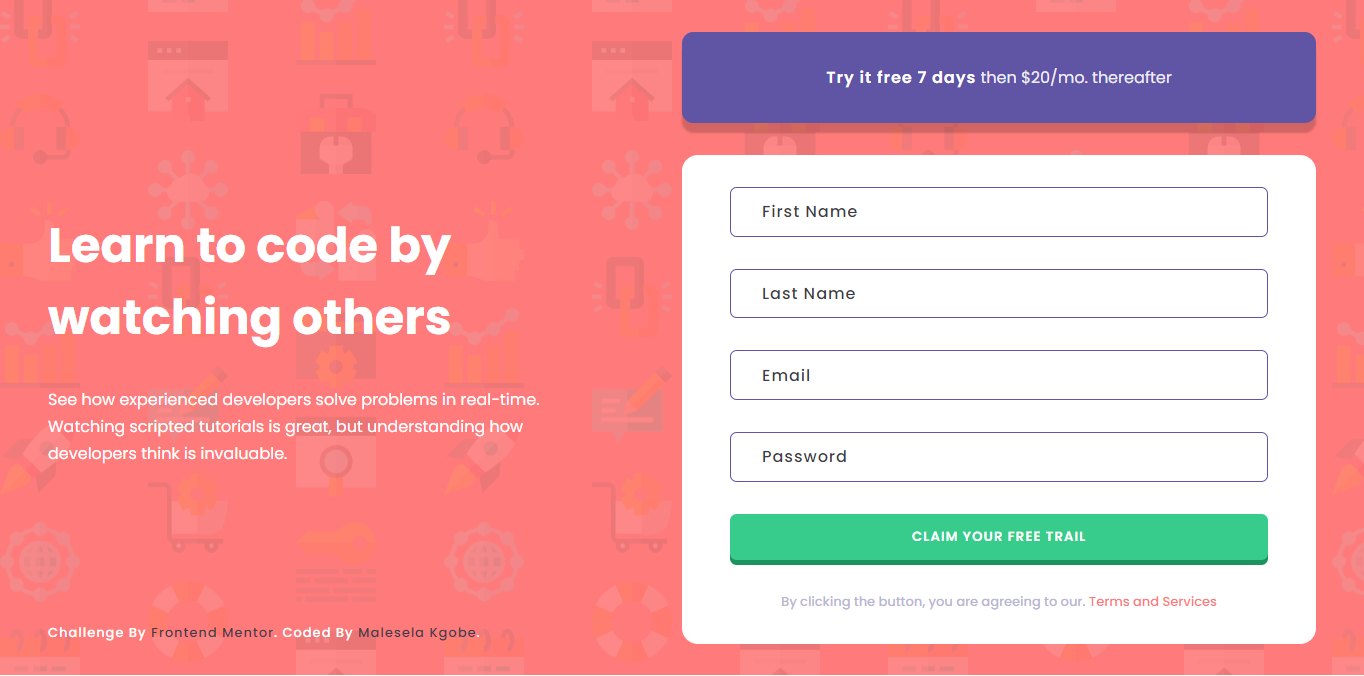 Learn to code by
watching others
See how experienced developers solve problems in real-time.
Watching scripted tutorials is great, but understanding how
developers think is invaluable.
Challenge By Frontend Mentor. Coded By Malesela Kgobe.
Try it free 7 days then $20/mo. thereafter
First Name
Last Name
Email
Password
CLAIM YOUR FREE TRAIL
By clicking the button, you are agreeing to our. Terms and Services